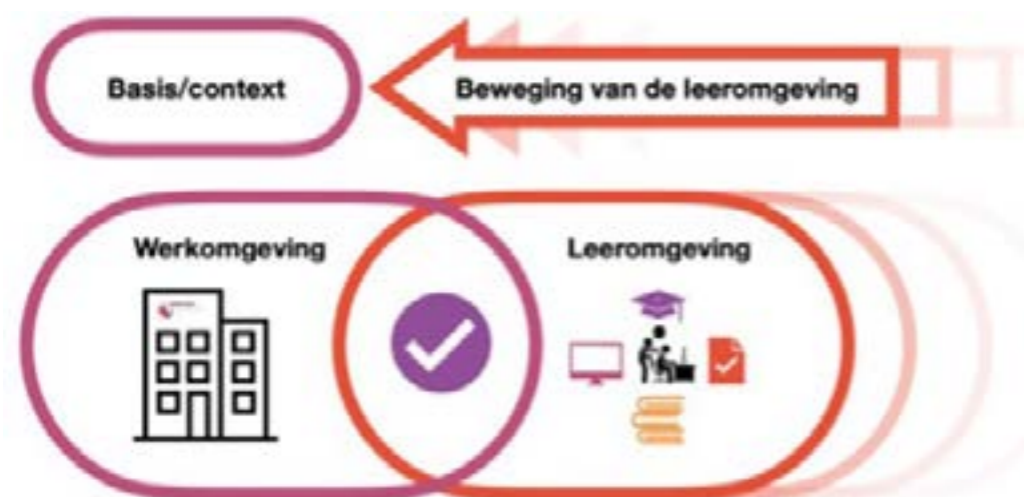 Basis/context
Beweging van de leeromgeving
Werkomgeving
Leeromgeving